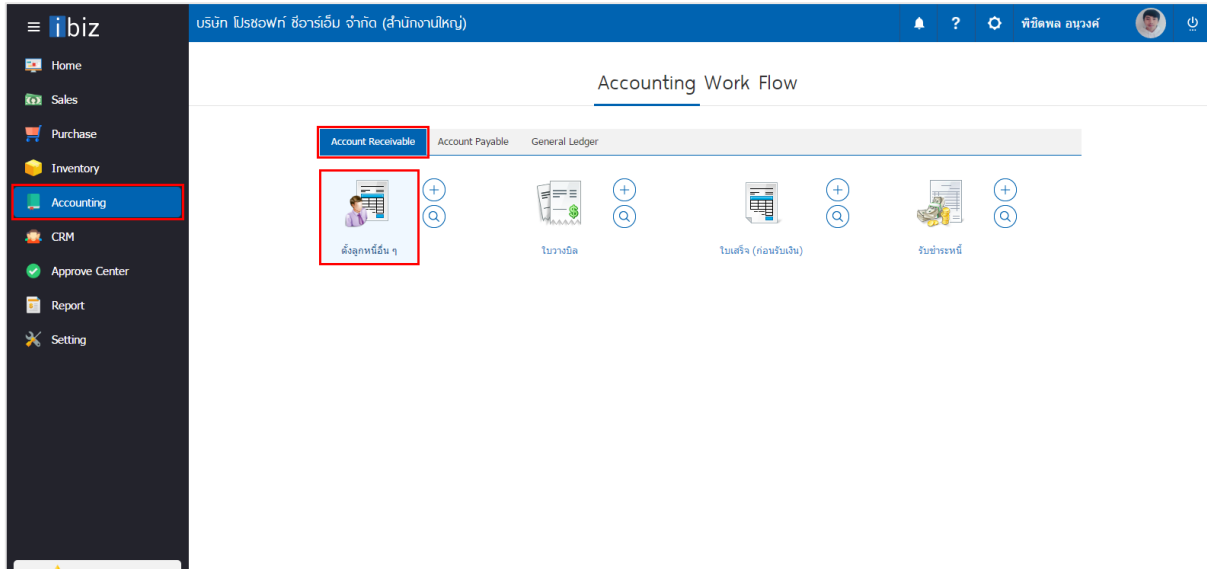 ibiz
บริษัท โปรซอฟท์ ซีอาร์เอ็ม จำกัด (สำนักงานใหญ่)
?
พิชิตพล อนุวงค์
Home
Sales
Purchase
Inventory
Accounting
CRM
Approve Center
Report
Setting
Accounting Work Flow
Account Receivable Account Payable General Ledger
ตั้งลูกหนี้อื่น ๆ
ใบวางบิล
ใบเสร็จ (ก่อนรับเงิน)
รับชำระหนี้